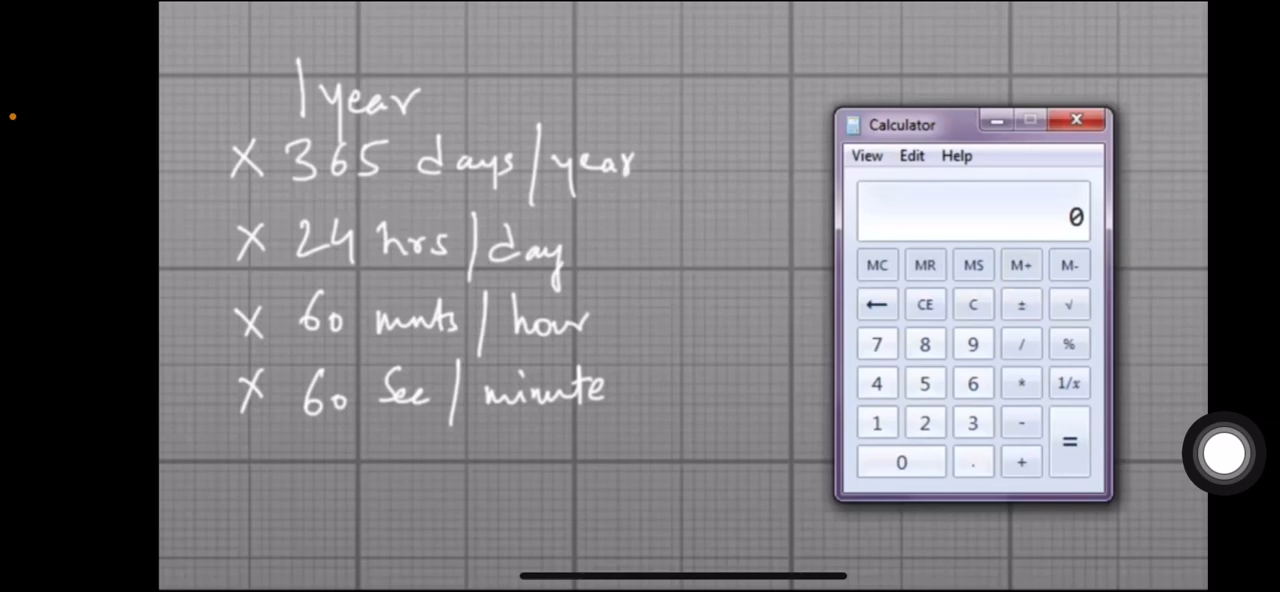 1 year
X 365 days/year
X 24 hrs/day
X 60 mnts/hour
X 60 Sec/minute
Calculator
View Edit Help
0
MC MR MS M+ M-
← CE C ± √
7 8 9 / %
4 5 6 * 1/x
1 2 3 - =
0 . +